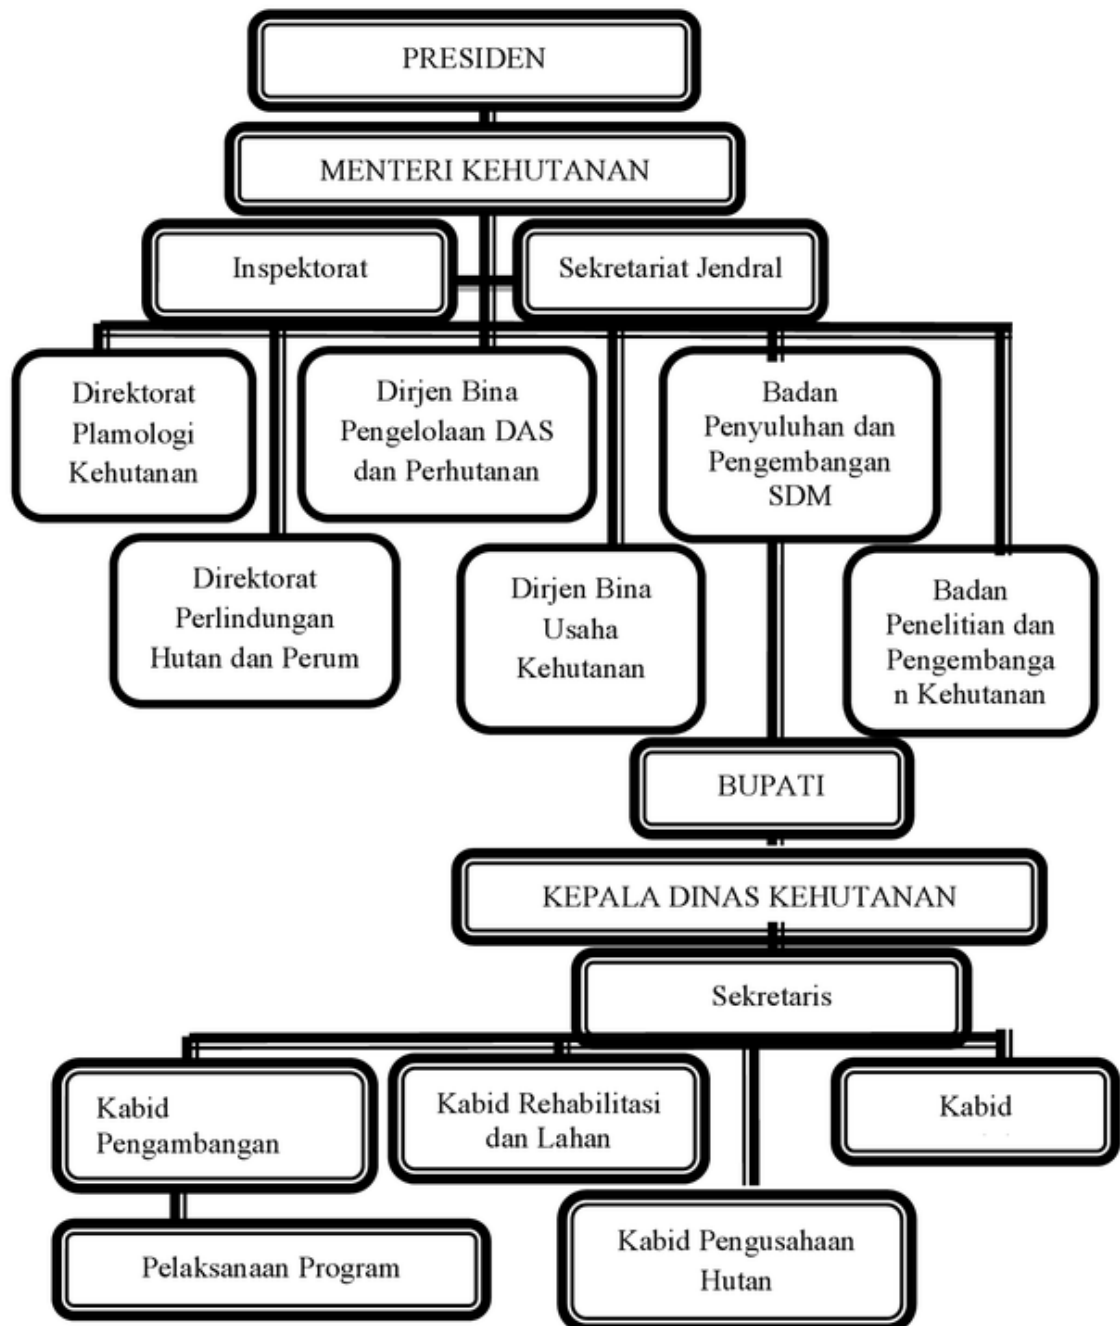 PRESIDEN
MENTERI KEHUTANAN
Inspektorat
Sekretariat Jendral
Direktorat
Plamologi
Kehutanan
Dirjen Bina
Pengelolaan DAS
dan Perhutanan
Badan
Penyuluhan dan
Pengembangan
SDM
Direktorat
Perlindungan
Hutan dan Perum
Dirjen Bina
Usaha
Kehutanan
Badan
Penelitian dan
Pengembanga
n Kehutanan
BUPATI
KEPALA DINAS KEHUTANAN
Sekretaris
Kabid
Pengambangan
Kabid Rehabilitasi
dan Lahan
Kabid
Pelaksanaan Program
Kabid Pengusahaan
Hutan